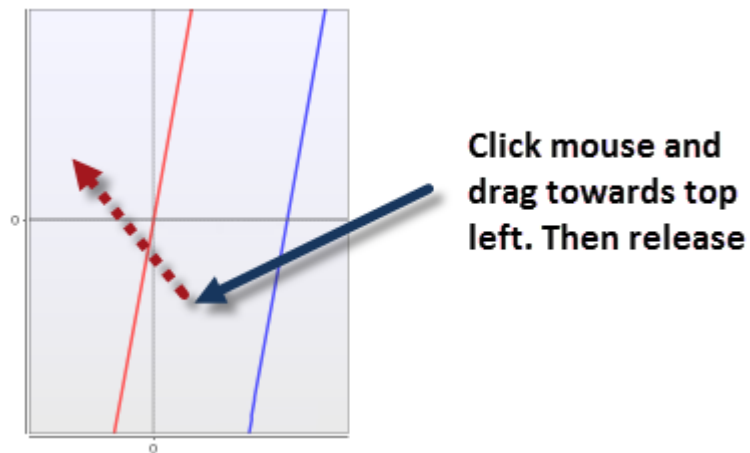 Click mouse and
drag towards top
left. Then release
0
0